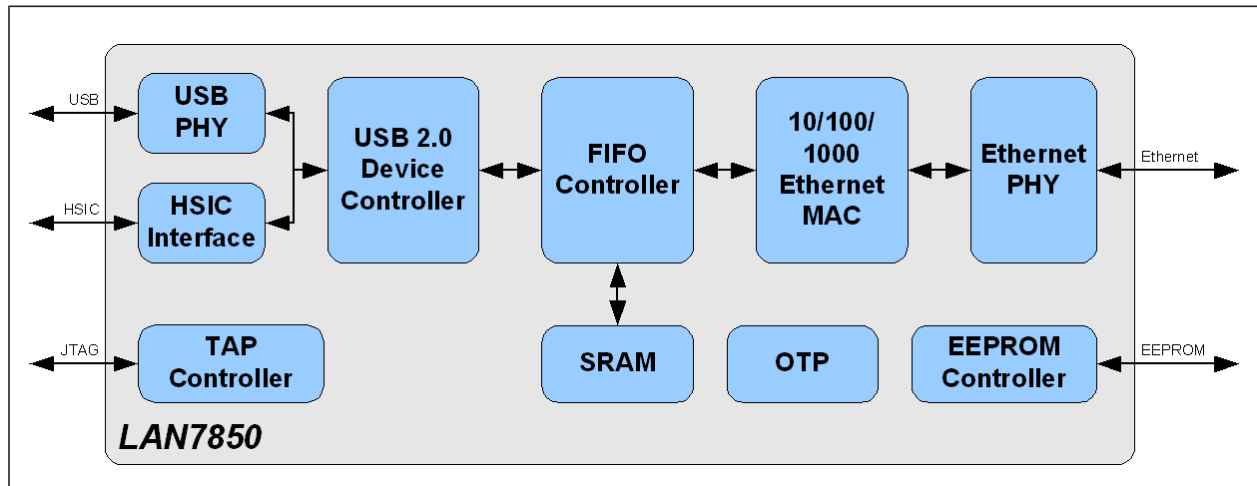 USB
USB
PHY
HSIC
HSIC
Interface
USB 2.0
Device
Controller
FIFO
Controller
10/100/
1000
Ethernet
MAC
Ethernet
PHY
Ethernet
JTAG
TAP
Controller
SRAM
OTP
EEPROM
Controller
EEPROM
LAN7850